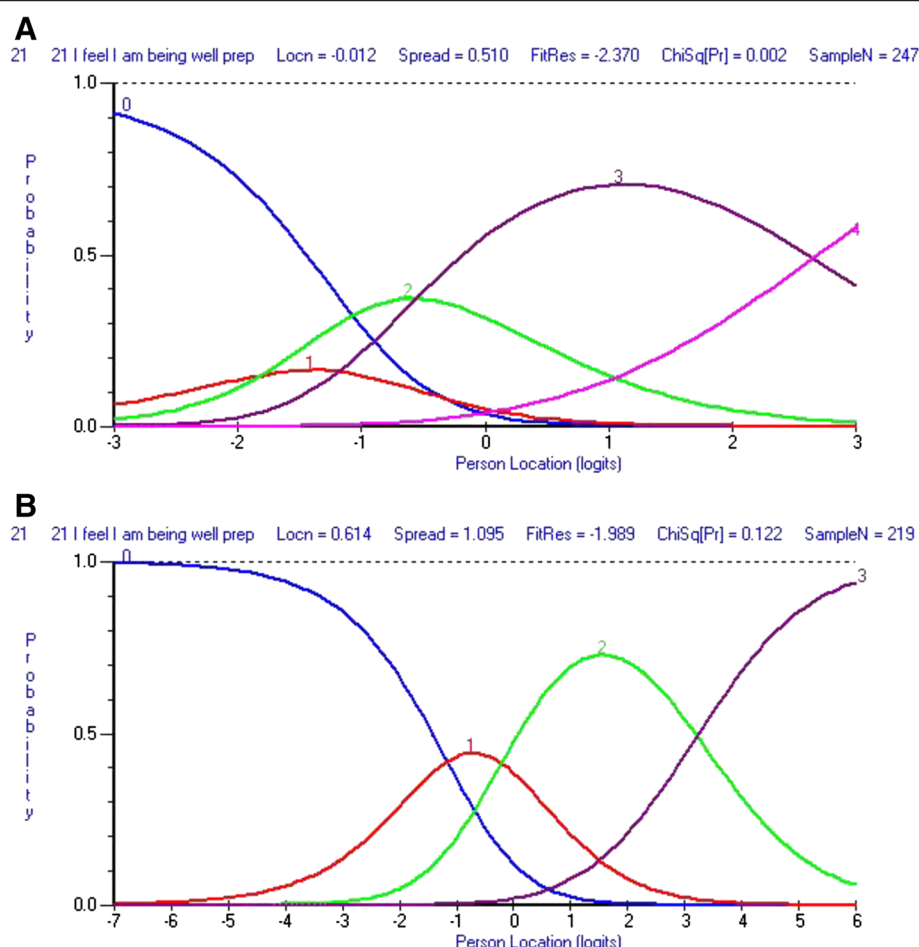 A
21 21 I feel I am being well prep Locn = -0.012 Spread = 0.510 FitRes = -2.370 ChiSq[Pr] = 0.002 SampleN = 247
1.0
0
Probability
3
0.5
4
2
1
0.0
-3 -2 -1 0 1 2 3
Person Location (logits)
B
21 21 I feel I am being well prep Locn = 0.614 Spread = 1.095 FitRes = -1.989 ChiSq[Pr] = 0.122 SampleN = 219
1.0
0
3
Probability
2
0.5
1
0.0
-7 -6 -5 -4 -3 -2 -1 0 1 2 3 4 5 6
Person Location (logits)